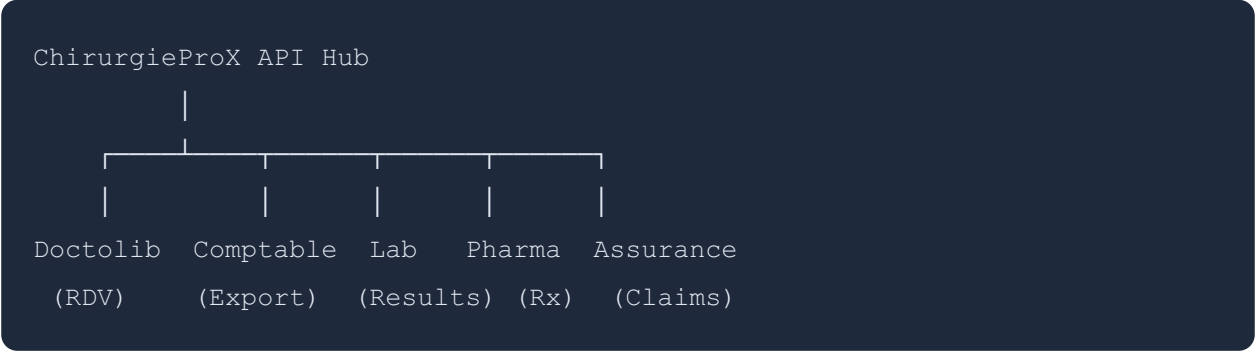 ChirurgieProX API Hub
Doctolib Comptable Lab Pharma Assurance
(RDV) (Export) (Results) (Rx) (Claims)